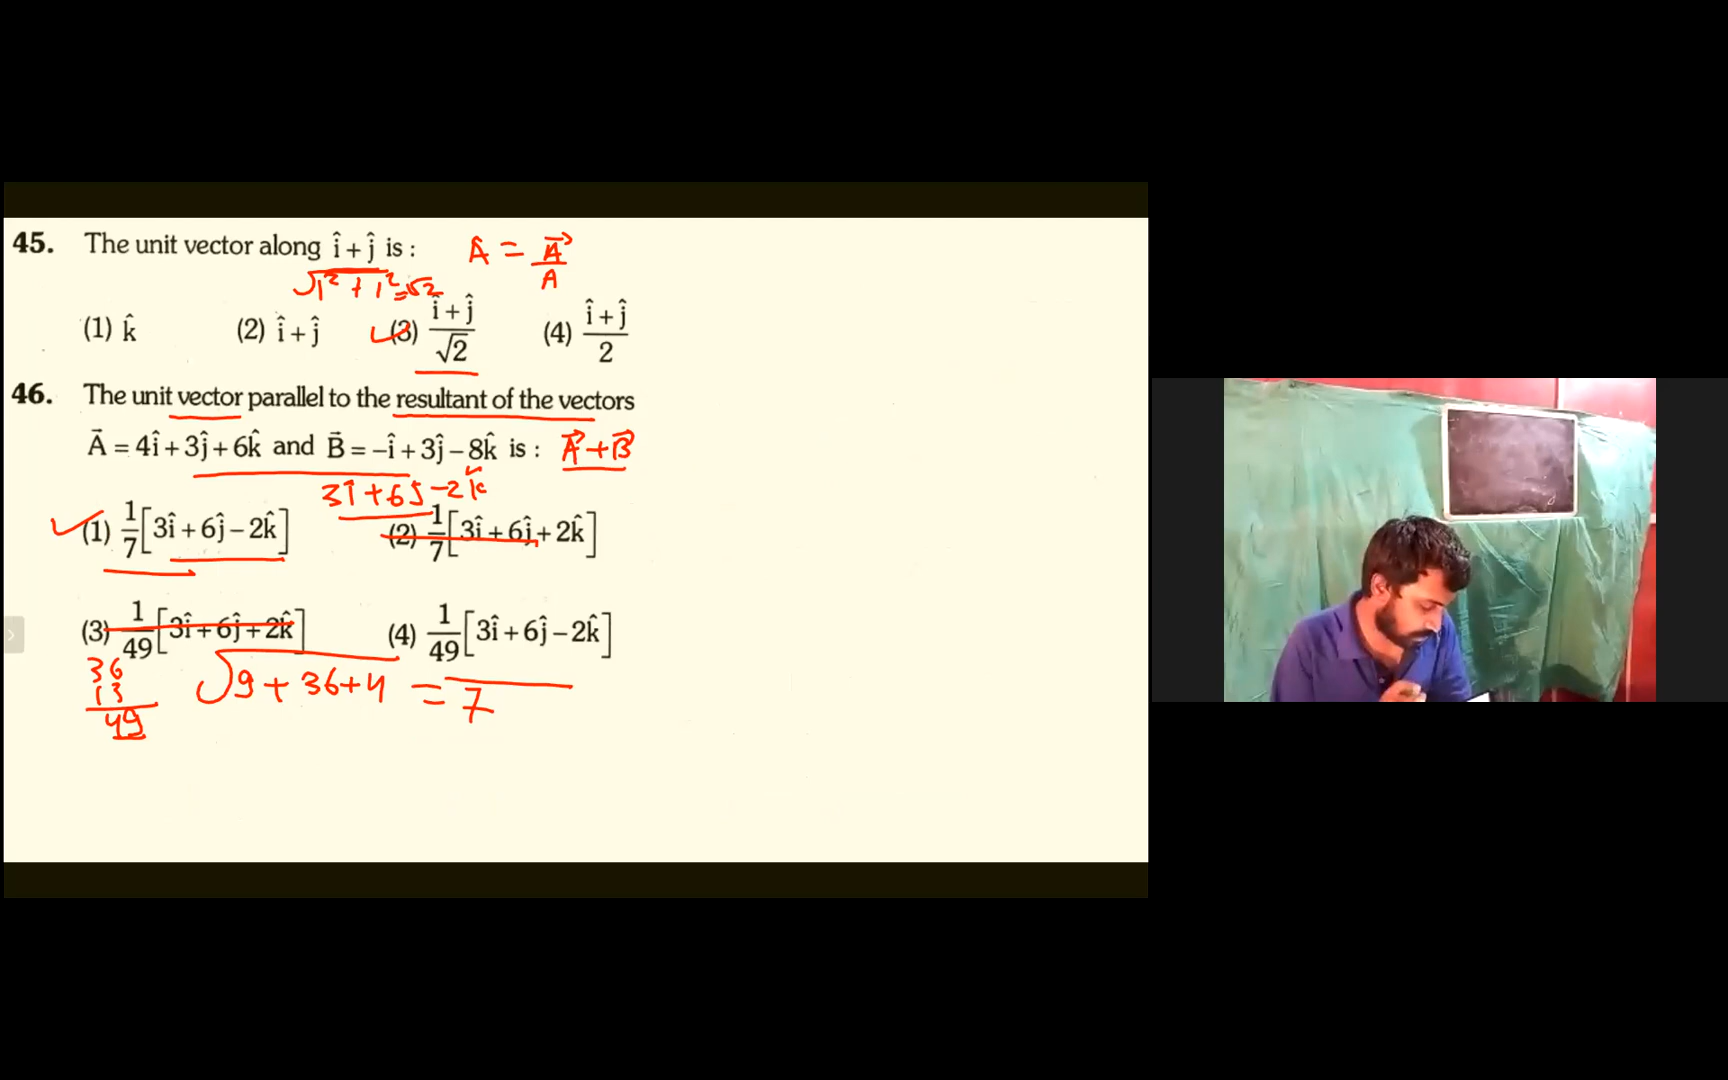 45. The unit vector along î + ĵ is : Â = A⃗/A
√1² + 1² = √2
(1) k̂ (2) î + ĵ (3) (î + ĵ)/√2 (4) (î + ĵ)/2
46. The unit vector parallel to the resultant of the vectors
A⃗ = 4î + 3ĵ + 6k̂ and B⃗ = –î + 3ĵ – 8k̂ is : A⃗ + B⃗
3î + 6ĵ - 2k̂
(1) 1/7[3î + 6ĵ – 2k̂] (2) 1/7[3î + 6ĵ + 2k̂]
(3) 1/49[3î + 6ĵ + 2k̂] (4) 1/49[3î + 6ĵ – 2k̂]
36
13
49
√9 + 36 + 4 = 7